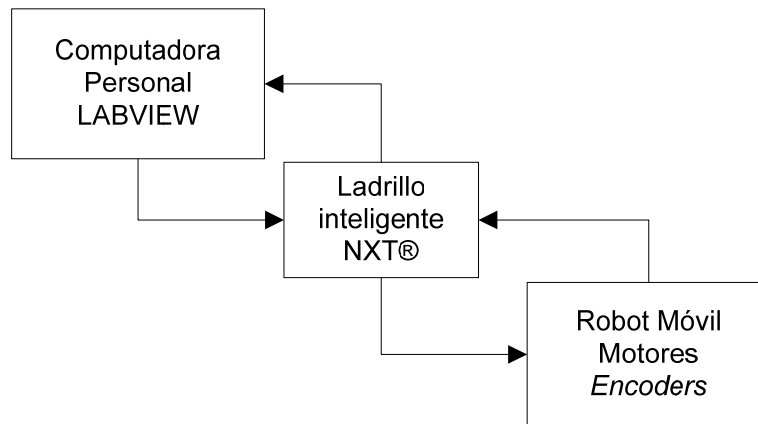 Computadora
Personal
LABVIEW
Ladrillo
inteligente
NXT®
Robot Móvil
Motores
Encoders